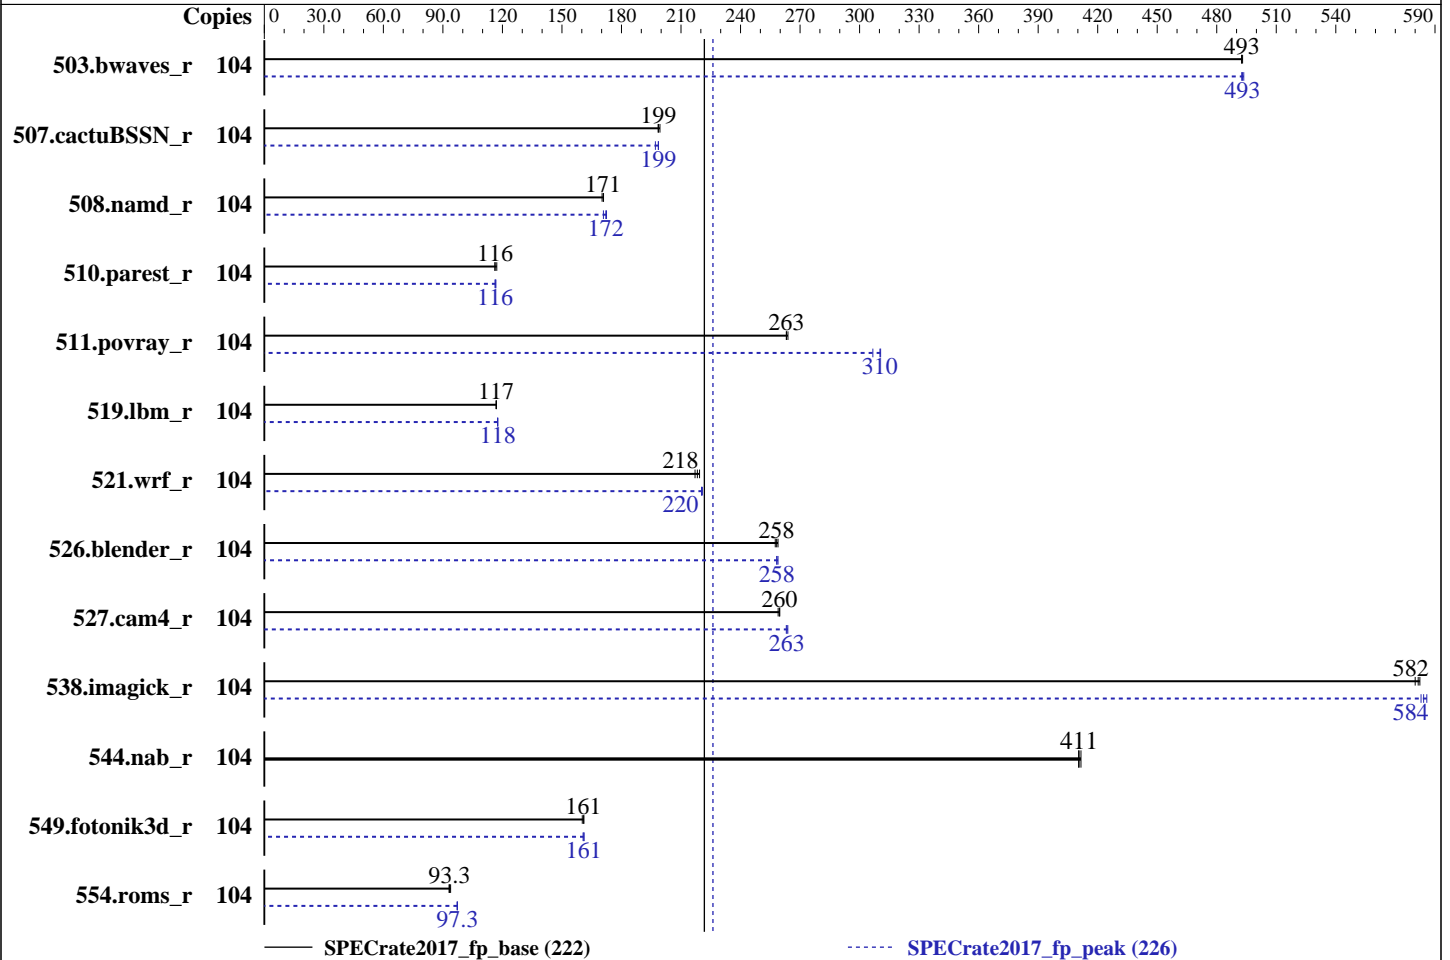 Copies 0 30.0 60.0 90.0 120 150 180 210 240 270 300 330 360 390 420 450 480 510 540 590
503.bwaves_r 104 493
493
507.cactuBSSN_r 104 199
199
508.namd_r 104 171
172
510.parest_r 104 116
116
511.povray_r 104 263
310
519.lbm_r 104 117
118
521.wrf_r 104 218
220
526.blender_r 104 258
258
527.cam4_r 104 260
263
538.imagick_r 104 582
584
544.nab_r 104 411
549.fotonik3d_r 104 161
161
554.roms_r 104 93.3
97.3
SPECrate2017_fp_base (222) SPECrate2017_fp_peak (226)